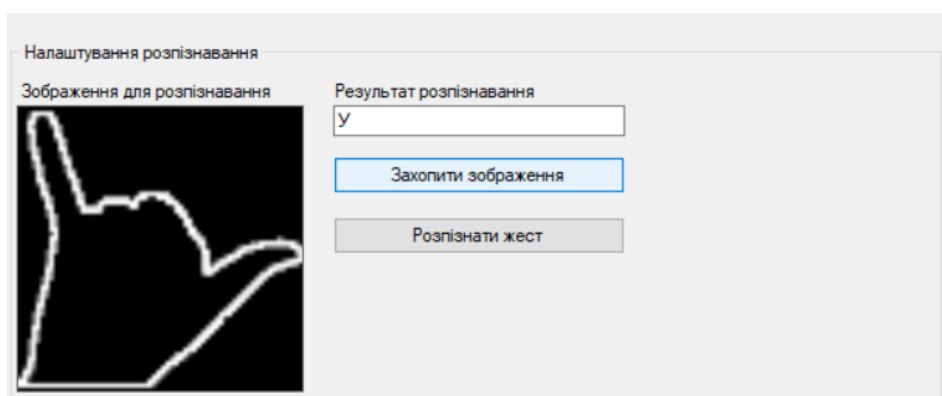 Налаштування розпізнавання
Зображення для розпізнавання
Результат розпізнавання
У
Захопити зображення
Розпізнати жест